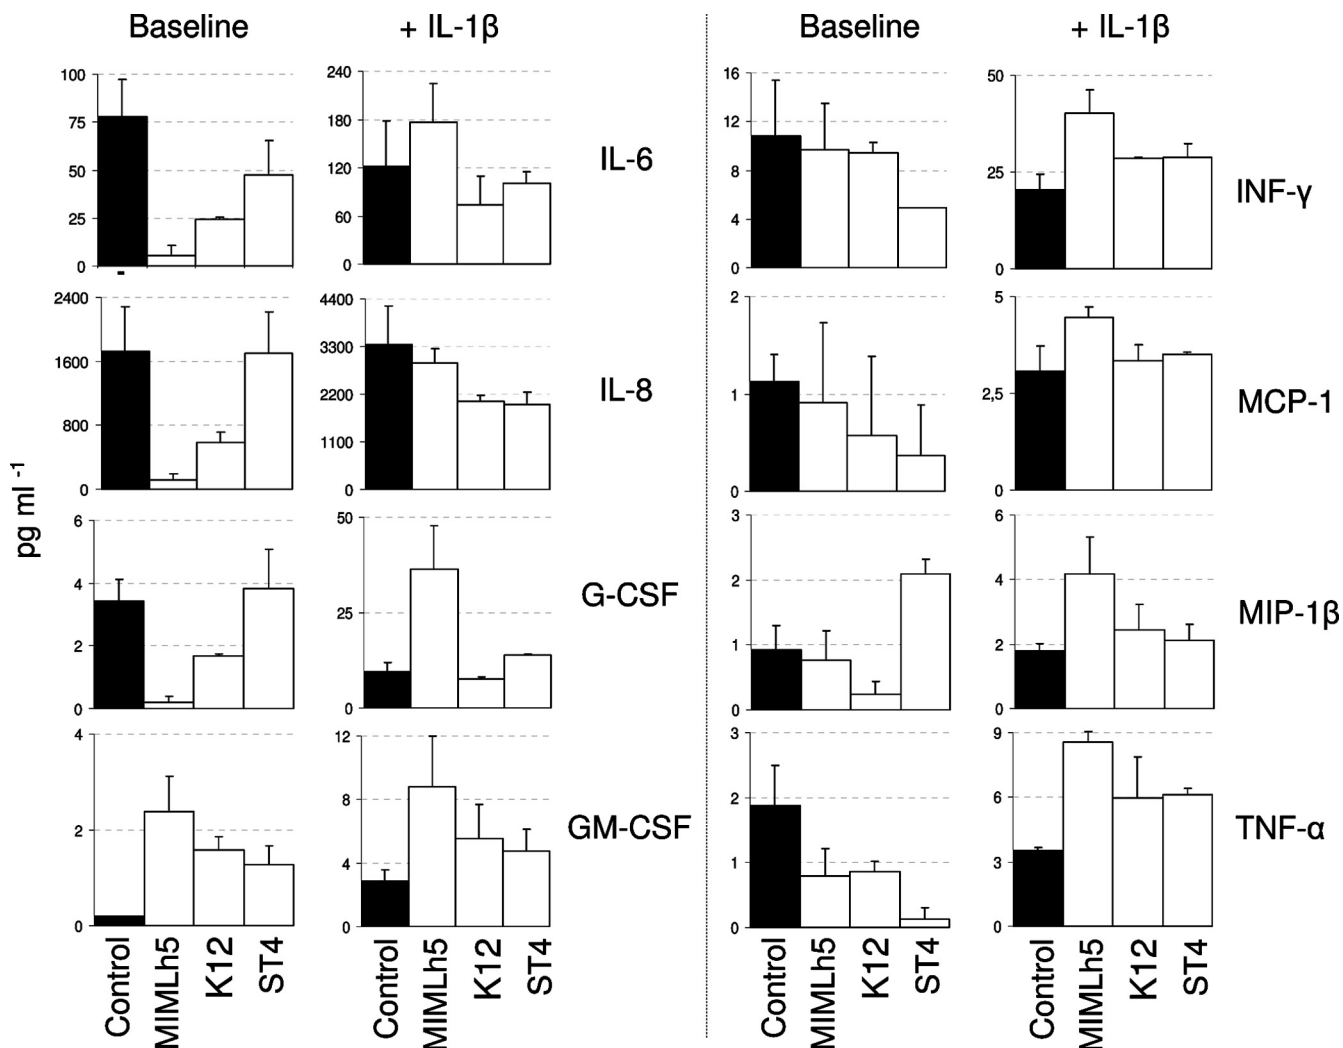 Baseline
+ IL-1β
Baseline
+ IL-1β
pg ml -1
100
75
50
25
0
240
180
120
60
0
IL-6
16
12
8
4
0
50
25
0
INF-γ
2400
1600
800
0
4400
3300
2200
1100
0
IL-8
2
1
0
5
2,5
0
MCP-1
6
4
2
0
50
25
0
G-CSF
3
2
1
0
6
4
2
0
MIP-1β
4
2
0
12
8
4
0
GM-CSF
3
2
1
0
9
6
3
0
TNF-α
Control
MIMLh5
K12
ST4
Control
MIMLh5
K12
ST4
Control
MIMLh5
K12
ST4
Control
MIMLh5
K12
ST4